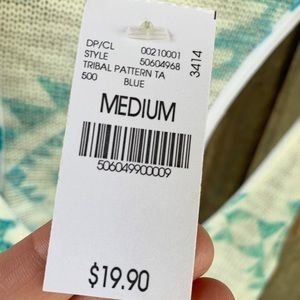 DP/CL 00210001
STYLE 50604968
TRIBAL PATTERN TA
500 BLUE
3414
MEDIUM
506049900009
$19.90